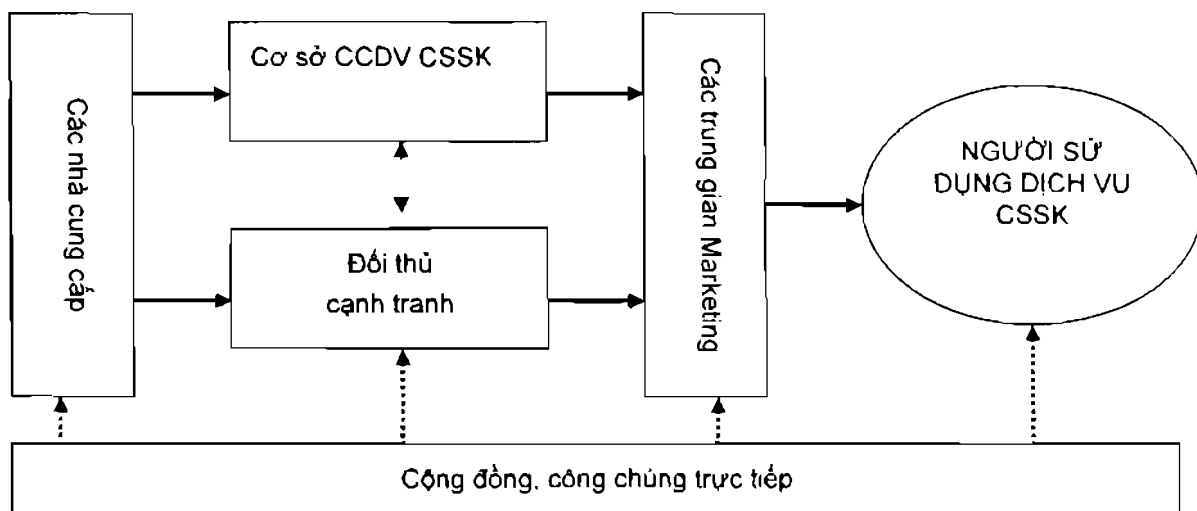 Các nhà cung cấp
Cơ sở CCDV CSSK
Đối thủ
cạnh tranh
Các trung gian Marketing
NGƯỜI SỬ
DỤNG DỊCH VỤ
CSSK
Cộng đồng, công chúng trực tiếp